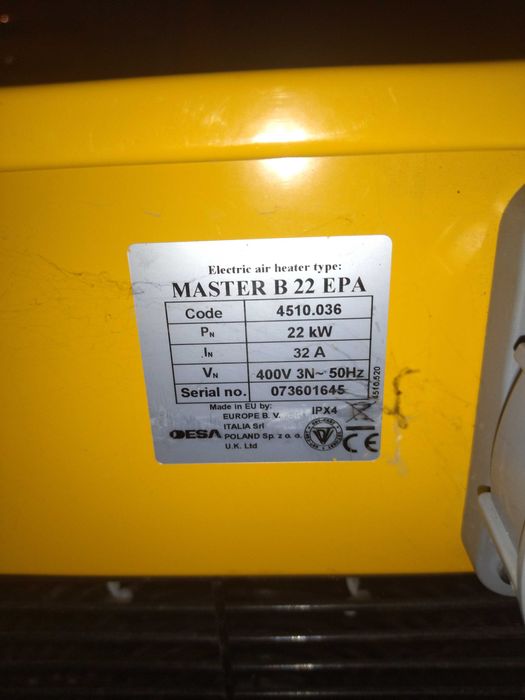 Electric air heater type:
MASTER B 22 EPA
Code 4510.036
PN 22 kW
IN 32 A
VN 400V 3N~ 50Hz
Serial no. 073601645
4510.520
Made in EU by: IPX4
EUROPE B. V.
DESA ITALIA Srl
POLAND Sp. z o. o.
U.K. Ltd
CE